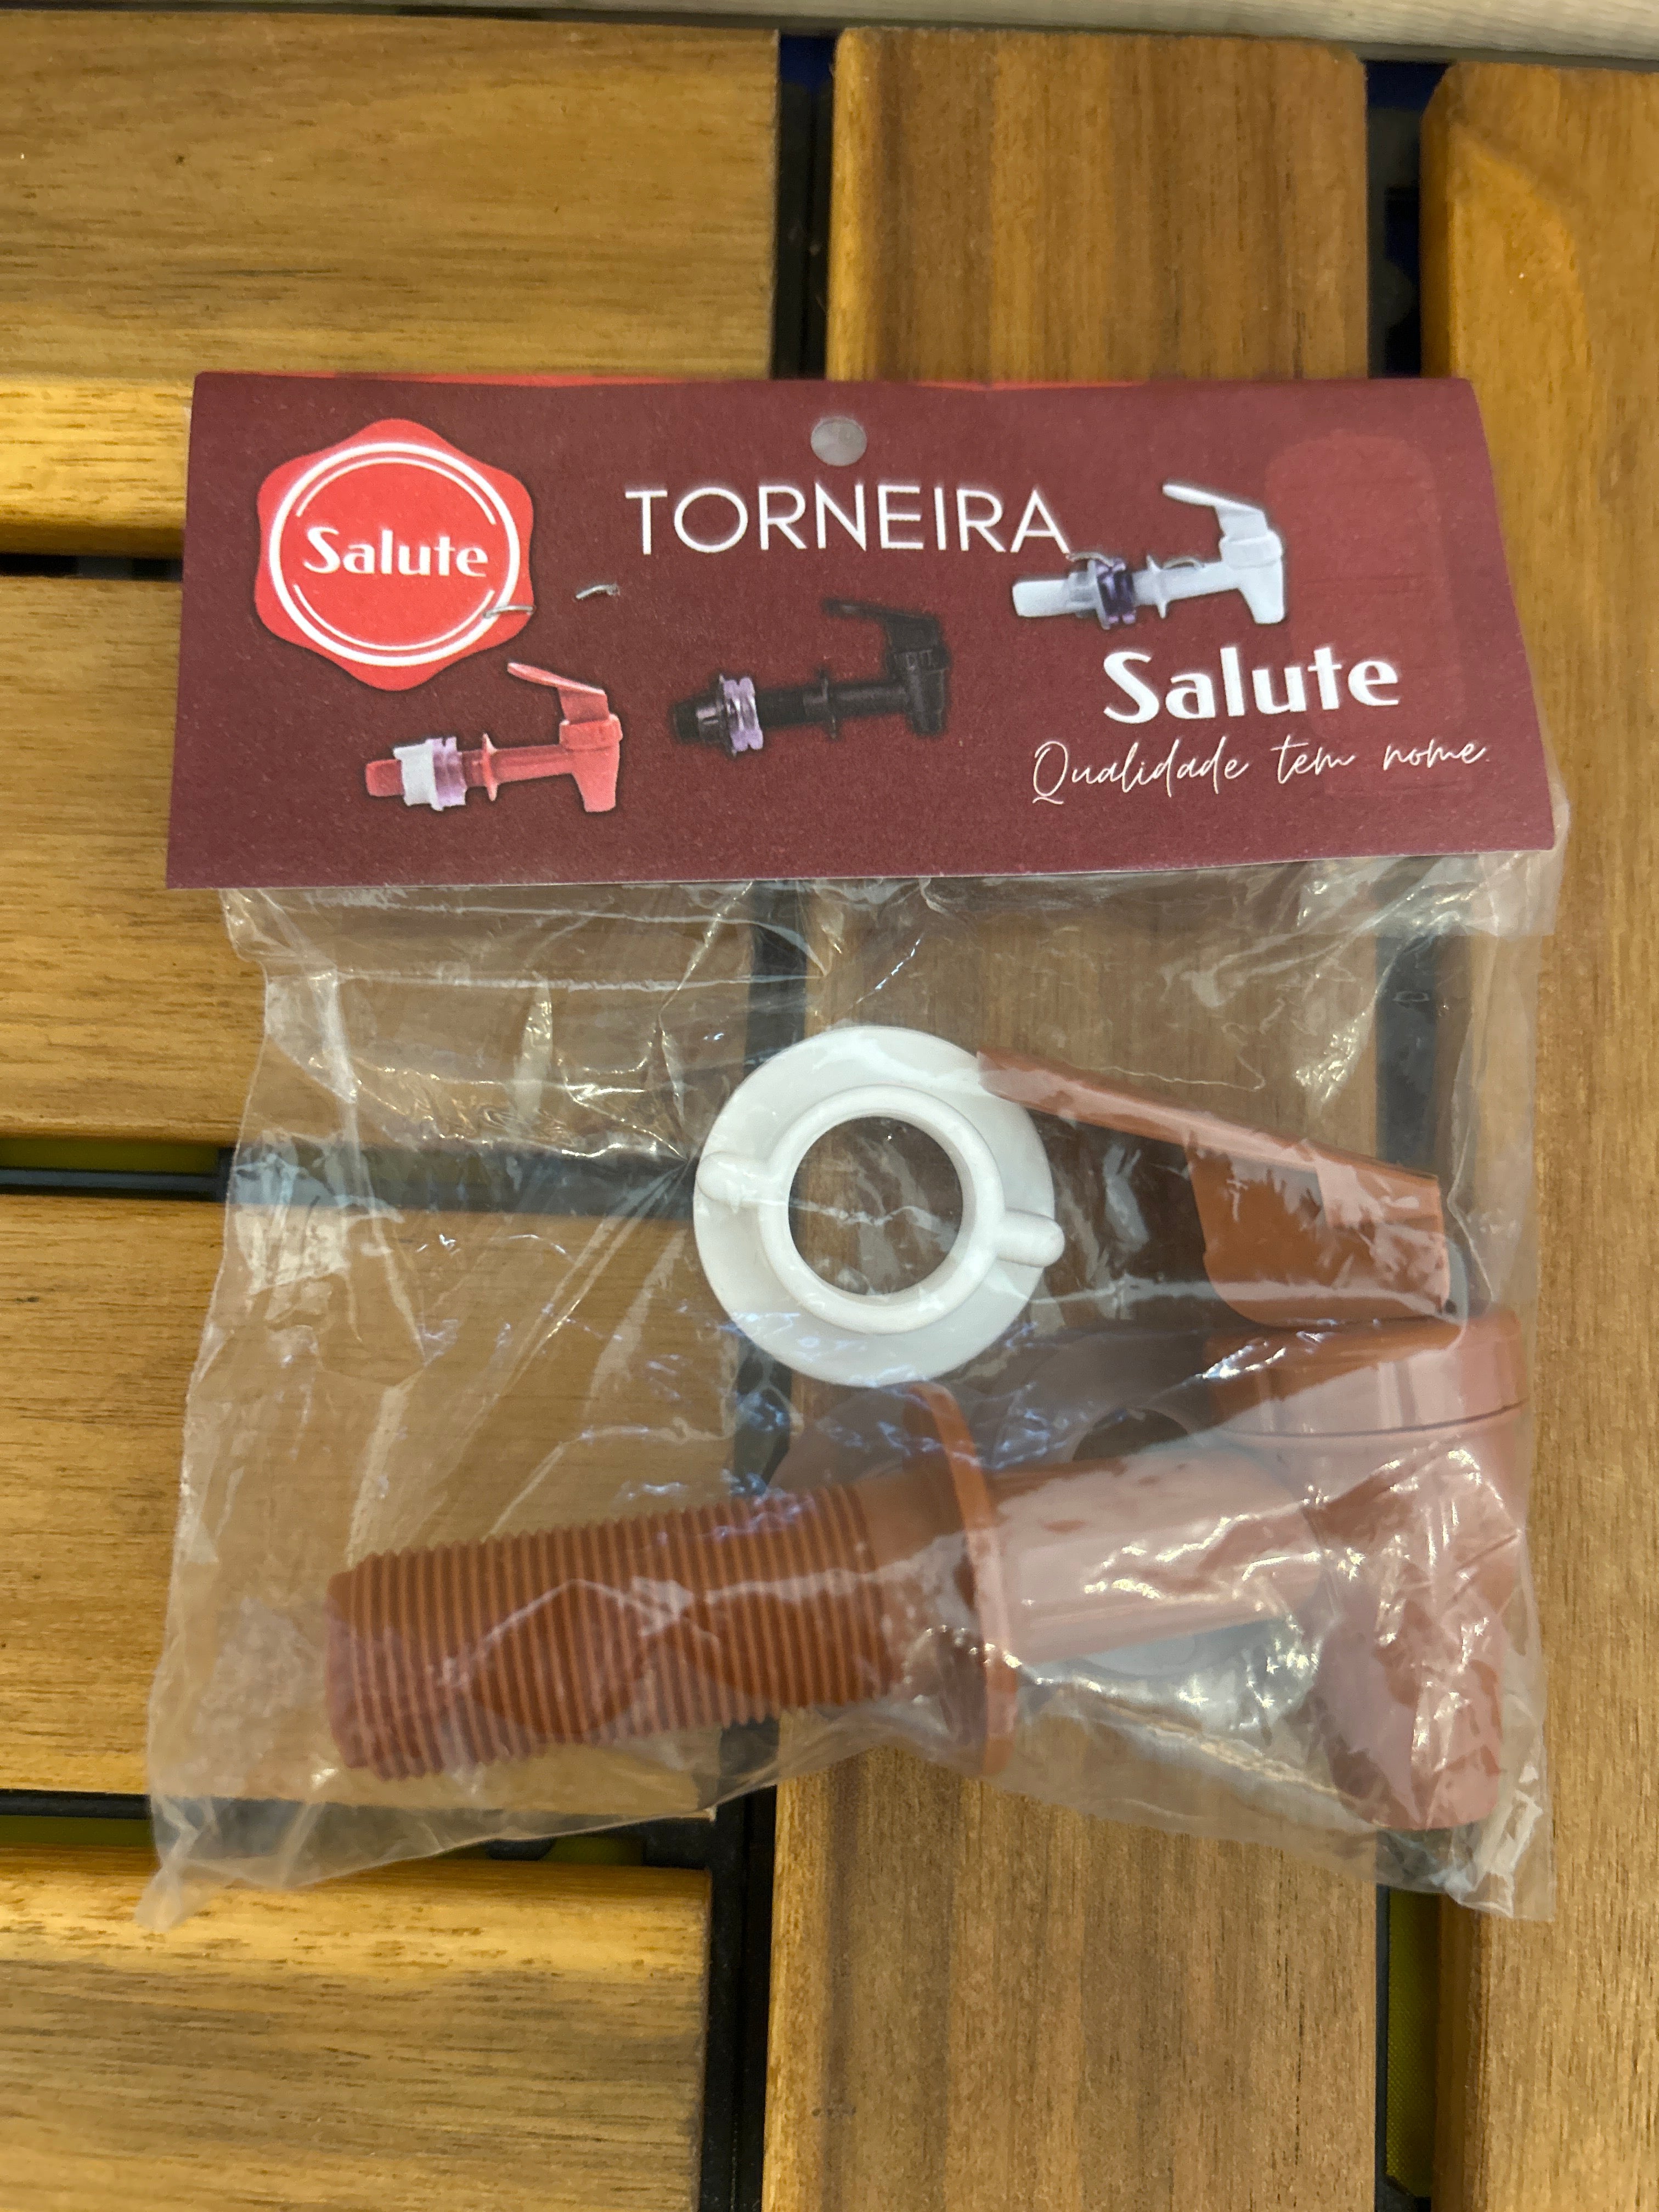 Salute
TORNEIRA
Salute
Qualidade tem nome.